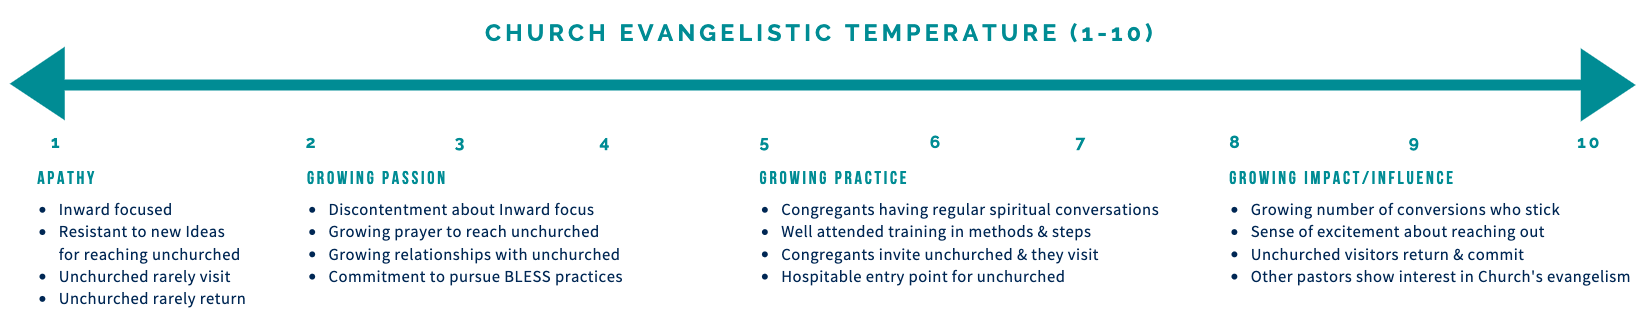 CHURCH EVANGELISTIC TEMPERATURE (1-10)
1 2 3 4 5 6 7 8 9 10
APATHY
• Inward focused
• Resistant to new Ideas
for reaching unchurched
• Unchurched rarely visit
• Unchurched rarely return
GROWING PASSION
• Discontentment about Inward focus
• Growing prayer to reach unchurched
• Growing relationships with unchurched
• Commitment to pursue BLESS practices
GROWING PRACTICE
• Congregants having regular spiritual conversations
• Well attended training in methods & steps
• Congregants invite unchurched & they visit
• Hospitable entry point for unchurched
GROWING IMPACT/INFLUENCE
• Growing number of conversions who stick
• Sense of excitement about reaching out
• Unchurched visitors return & commit
• Other pastors show interest in Church's evangelism